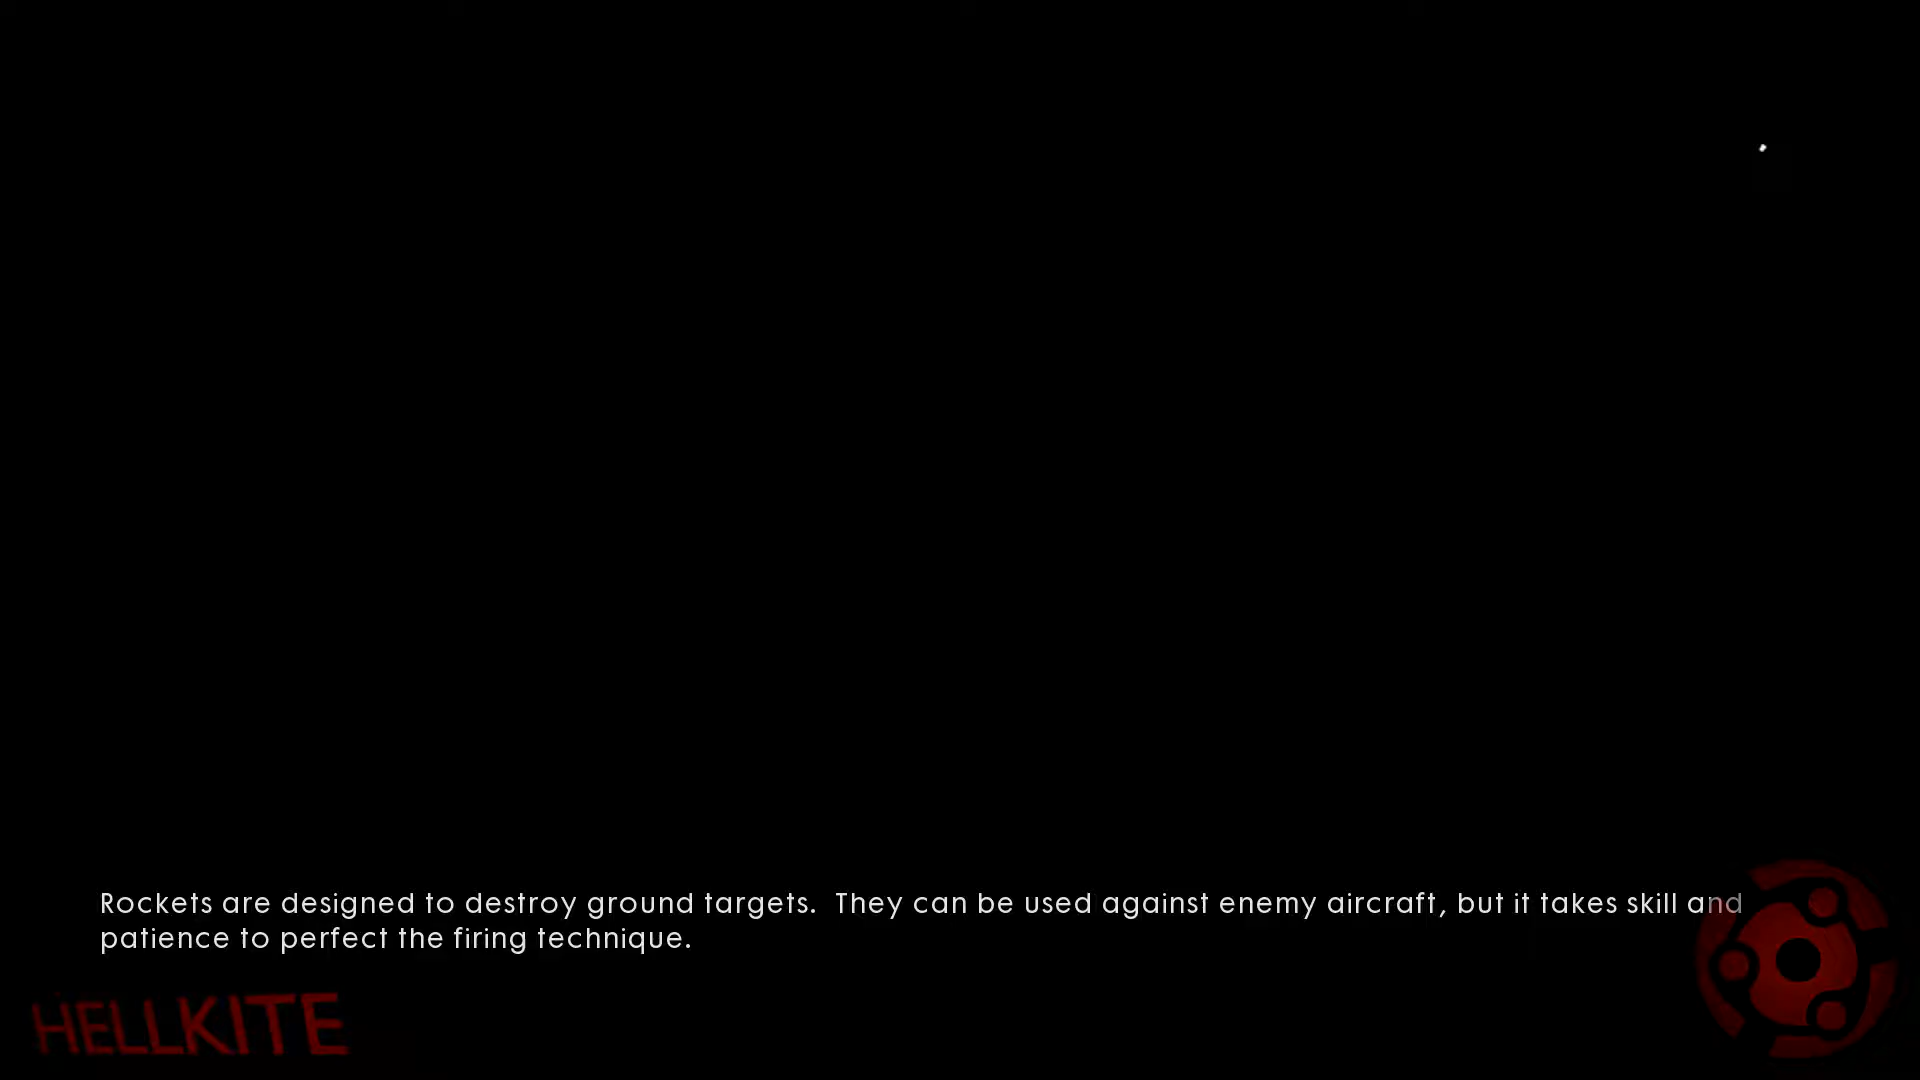 Rockets are designed to destroy ground targets.  They can be used against enemy aircraft, but it takes skill and
patience to perfect the firing technique.
HELLKITE